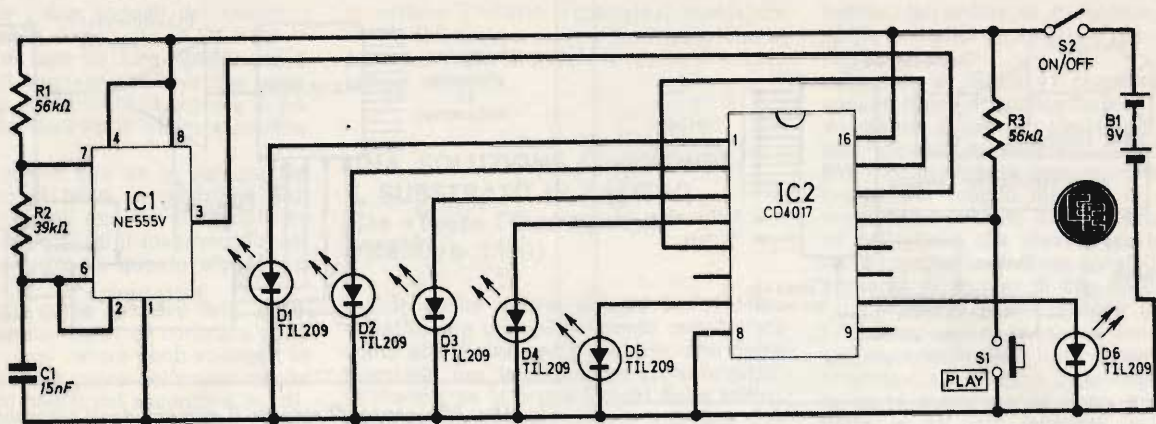 S2
ON/OFF
R1
56kΩ
4
8
7
IC1
NE555V
3
R2
39kΩ
6
2
1
C1
15nF
D1
TIL209
D2
TIL209
D3
TIL209
D4
TIL209
D5
TIL209
1
16
IC2
CD4017
8
9
R3
56kΩ
B1
9V
S1
PLAY
D6
TIL209